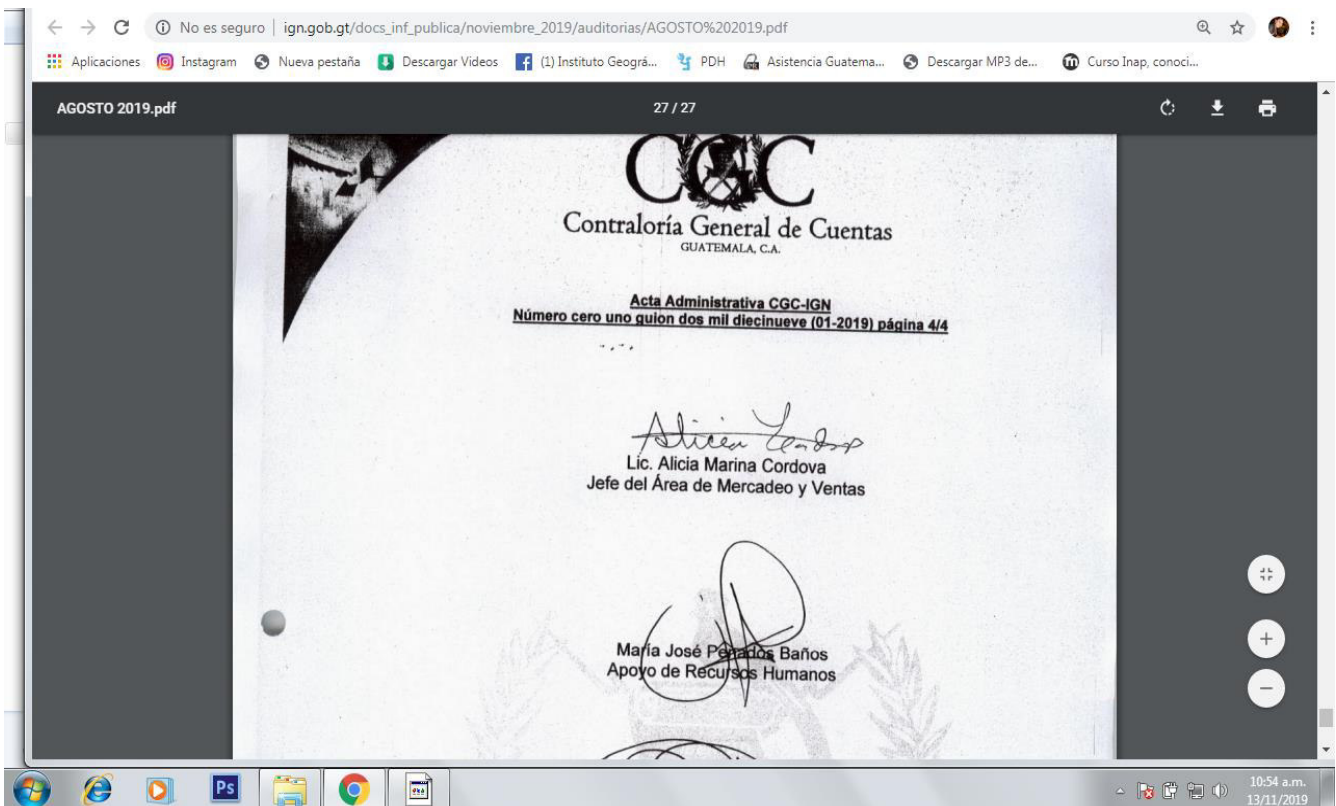 No es seguro | ign.gob.gt/docs_inf_publica/noviembre_2019/auditorias/AGOSTO%202019.pdf
Aplicaciones Instagram Nueva pestaña Descargar Videos (1) Instituto Geográ... PDH Asistencia Guatema... Descargar MP3 de... Curso Inap, conoci...
AGOSTO 2019.pdf 27 / 27
CGC
Contraloría General de Cuentas
GUATEMALA, C.A.
Acta Administrativa CGC-IGN
Número cero uno guion dos mil diecinueve (01-2019) página 4/4
Alicia
Lic. Alicia Marina Cordova
Jefe del Área de Mercadeo y Ventas
María José Penados Baños
Apoyo de Recursos Humanos
Ps
10:54 a.m.
13/11/2019